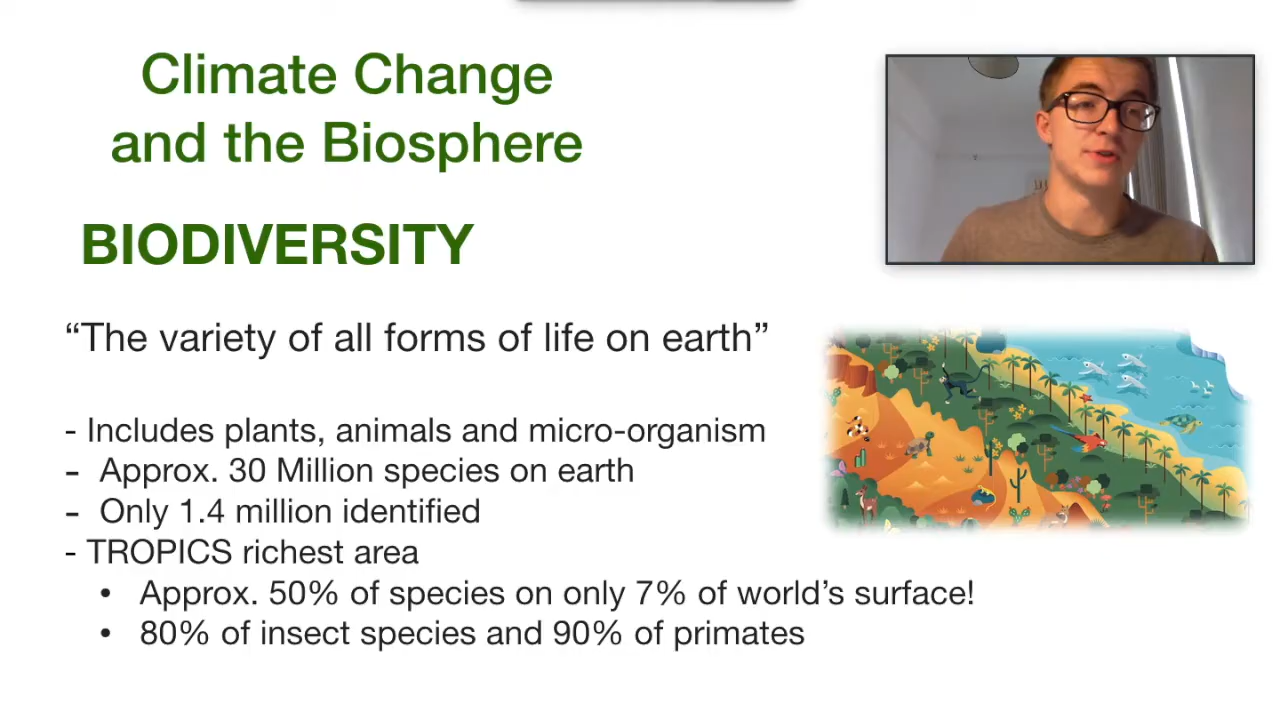 Climate Change
and the Biosphere
BIODIVERSITY
“The variety of all forms of life on earth”
- Includes plants, animals and micro-organism
- Approx. 30 Million species on earth
- Only 1.4 million identified
- TROPICS richest area
• Approx. 50% of species on only 7% of world’s surface!
• 80% of insect species and 90% of primates